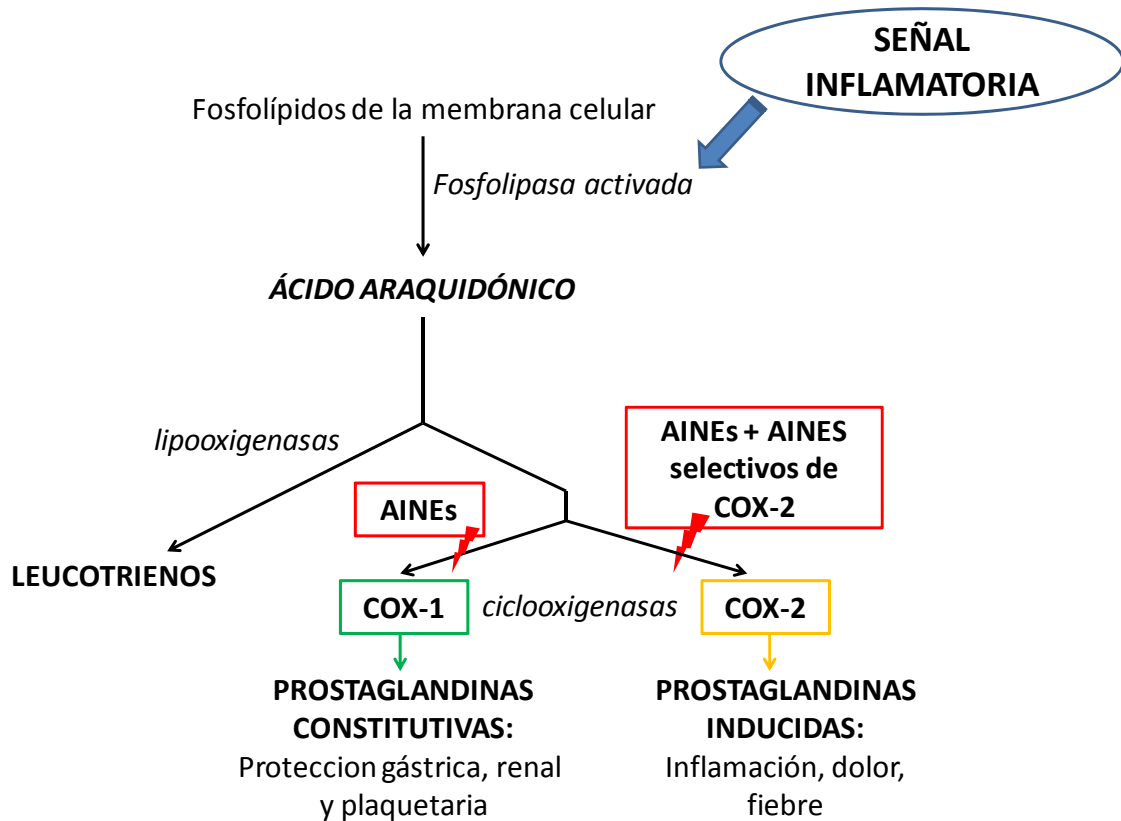 SEÑAL
INFLAMATORIA
Fosfolípidos de la membrana celular
Fosfolipasa activada
ÁCIDO ARAQUIDÓNICO
lipooxigenasas
AINEs
AINEs + AINES
selectivos de
COX-2
LEUCOTRIENOS
COX-1
ciclooxigenasas
COX-2
PROSTAGLANDINAS
CONSTITUTIVAS:
Proteccion gástrica, renal
y plaquetaria
PROSTAGLANDINAS
INDUCIDAS:
Inflamación, dolor,
fiebre